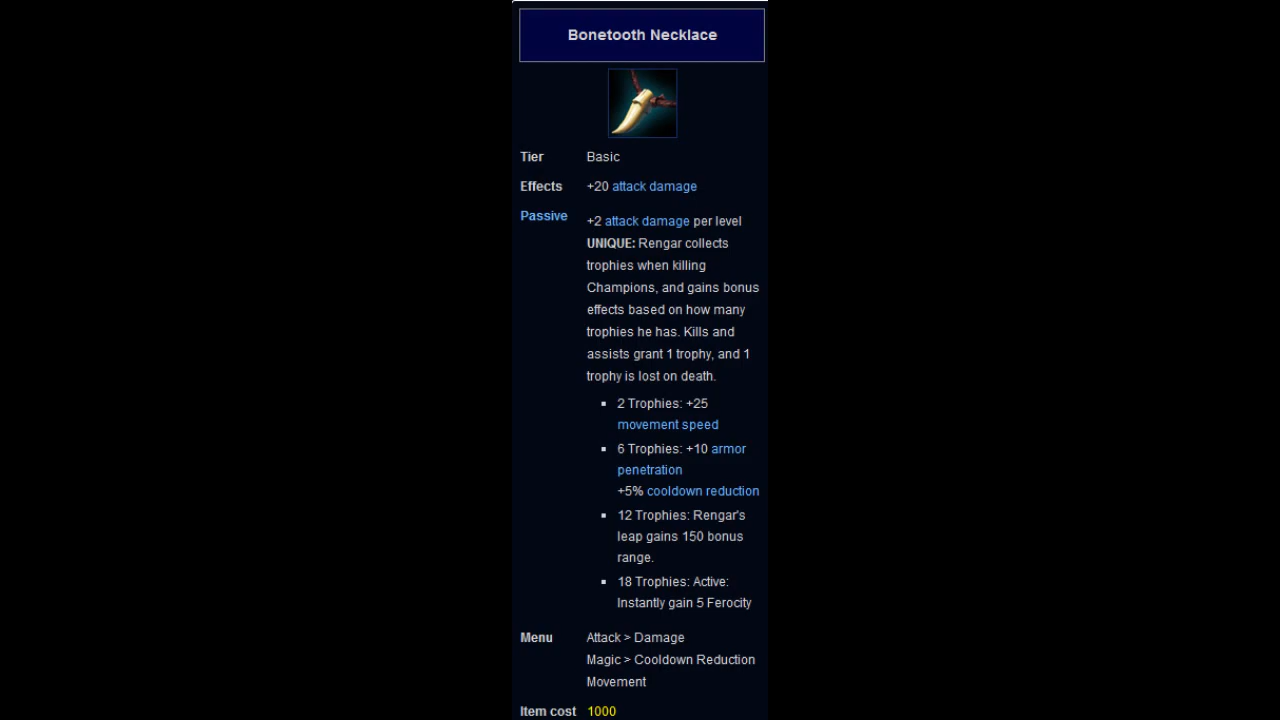 Bonetooth Necklace
Tier Basic
Effects +20 attack damage
Passive +2 attack damage per level
UNIQUE: Rengar collects
trophies when killing
Champions, and gains bonus
effects based on how many
trophies he has. Kills and
assists grant 1 trophy, and 1
trophy is lost on death.
▪ 2 Trophies: +25
movement speed
▪ 6 Trophies: +10 armor
penetration
+5% cooldown reduction
▪ 12 Trophies: Rengar's
leap gains 150 bonus
range.
▪ 18 Trophies: Active:
Instantly gain 5 Ferocity
Menu Attack > Damage
Magic > Cooldown Reduction
Movement
Item cost 1000